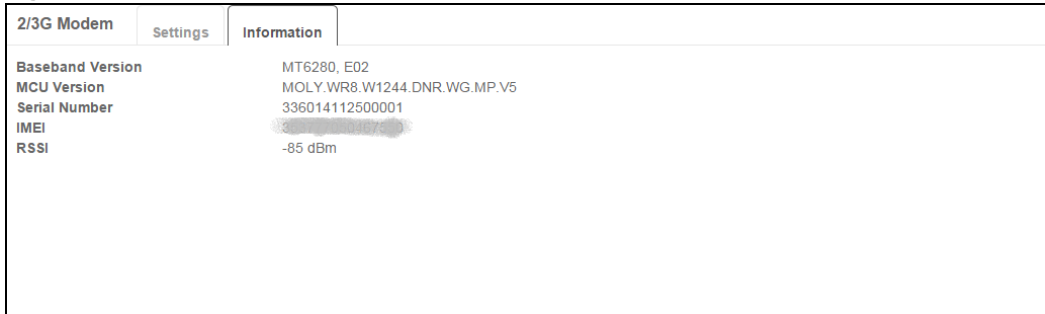 2/3G Modem Settings Information
Baseband Version MT6280, E02
MCU Version MOLY.WR8.W1244.DNR.WG.MP.V5
Serial Number 336014112500001
IMEI
RSSI -85 dBm